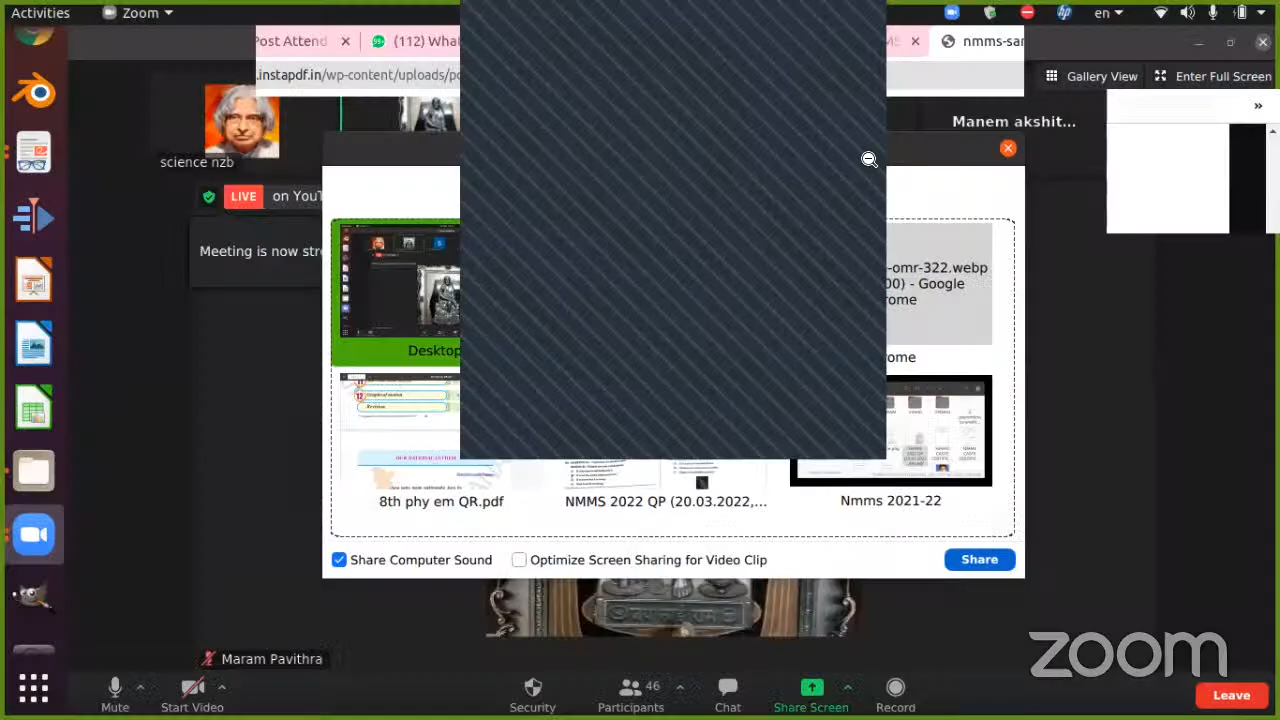 Activities
Zoom
en
Post Attend
(112) What
nmms-sar
.instapdf.in/wp-content/uploads/po
Gallery View
Enter Full Screen
Manem akshit...
science nzb
LIVE on YouT
Meeting is now stre
-omr-322.webp
00) - Google
rome
Desktop
ome
8th phy em QR.pdf
NMMS 2022 QP (20.03.2022,...
Nmms 2021-22
Share Computer Sound
Optimize Screen Sharing for Video Clip
Share
zoom
Maram Pavithra
Mute
Start Video
Security
46
Participants
Chat
Share Screen
Record
Leave